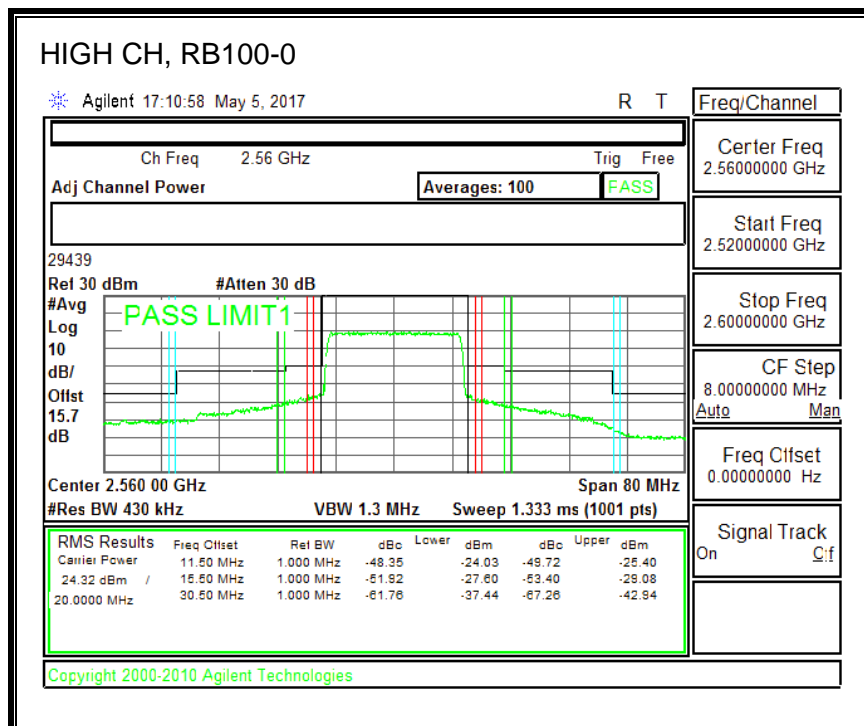 HIGH CH, RB100-0
Agilent 17:10:58 May 5, 2017 R T
Freq/Channel
Ch Freq 2.56 GHz Trig Free
Adj Channel Power Averages: 100 PASS
Center Freq
2.56000000 GHz
Start Freq
2.52000000 GHz
29439
Ref 30 dBm #Atten 30 dB
#Avg
Log
10
dB/
Offst
15.7
dB
PASS LIMIT1
Stop Freq
2.60000000 GHz
CF Step
8.00000000 MHz
Auto Man
Freq Offset
0.00000000 Hz
Center 2.560 00 GHz Span 80 MHz
#Res BW 430 kHz VBW 1.3 MHz Sweep 1.333 ms (1001 pts)
Signal Track
On Off
RMS Results Freq Offset Ref BW dBc Lower dBm dBc Upper dBm
Carrier Power 11.50 MHz 1.000 MHz -48.35 -24.03 -49.72 -25.40
24.32 dBm / 15.50 MHz 1.000 MHz -51.92 -27.60 -53.40 -29.08
20.0000 MHz 30.50 MHz 1.000 MHz -61.76 -37.44 -67.26 -42.94
Copyright 2000-2010 Agilent Technologies